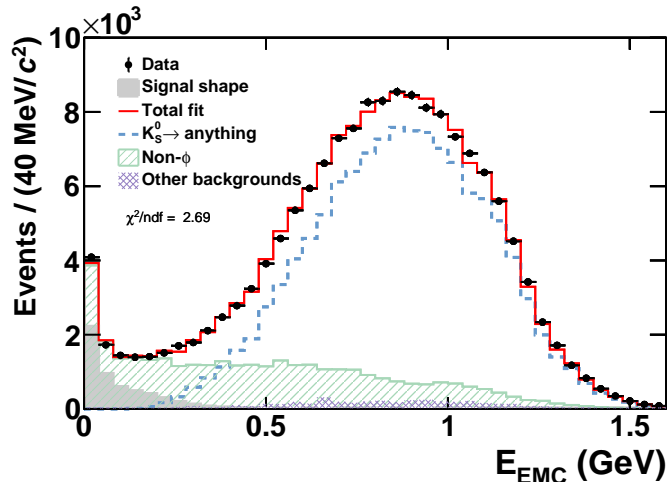 ×10³
10
8
6
4
2
0
Events / (40 MeV/c²)
Data
Signal shape
Total fit
K⁰_S → anything
Non-ϕ
Other backgrounds
χ²/ndf = 2.69
0 0.5 1 1.5
E_EMC (GeV)